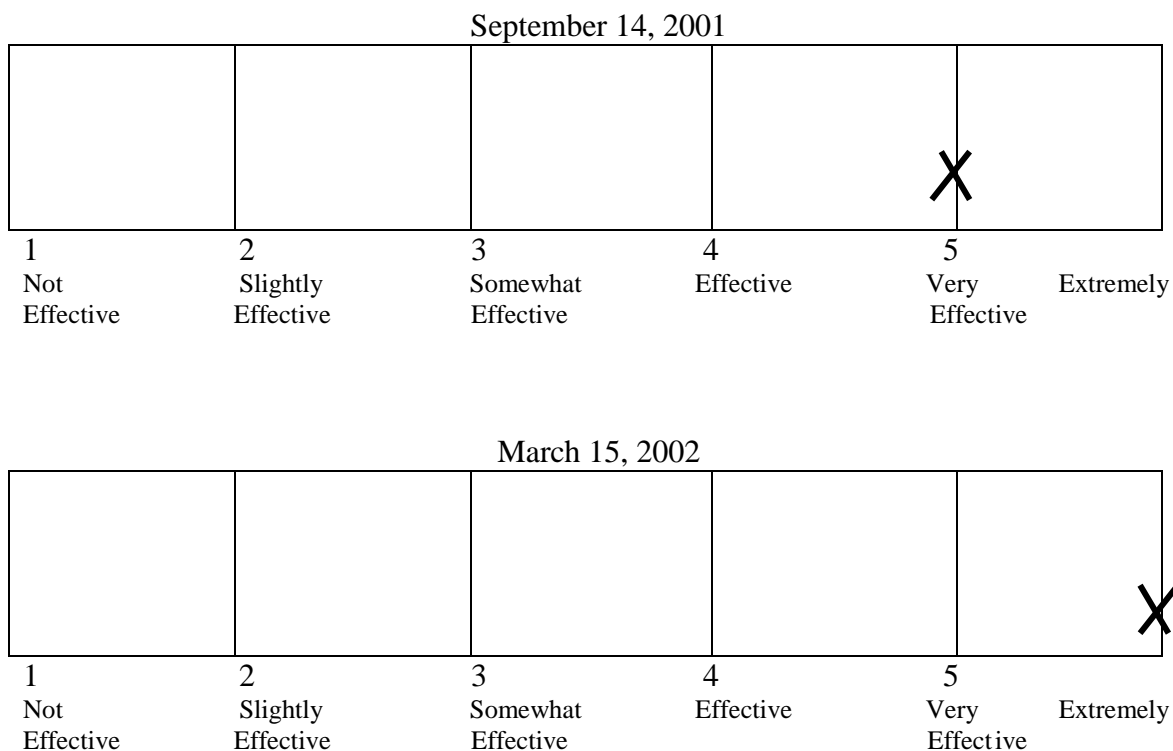 September 14, 2001
1 2 3 4 5
Not Slightly Somewhat Effective Very Extremely
Effective Effective Effective Effective
March 15, 2002
1 2 3 4 5
Not Slightly Somewhat Effective Very Extremely
Effective Effective Effective Effective